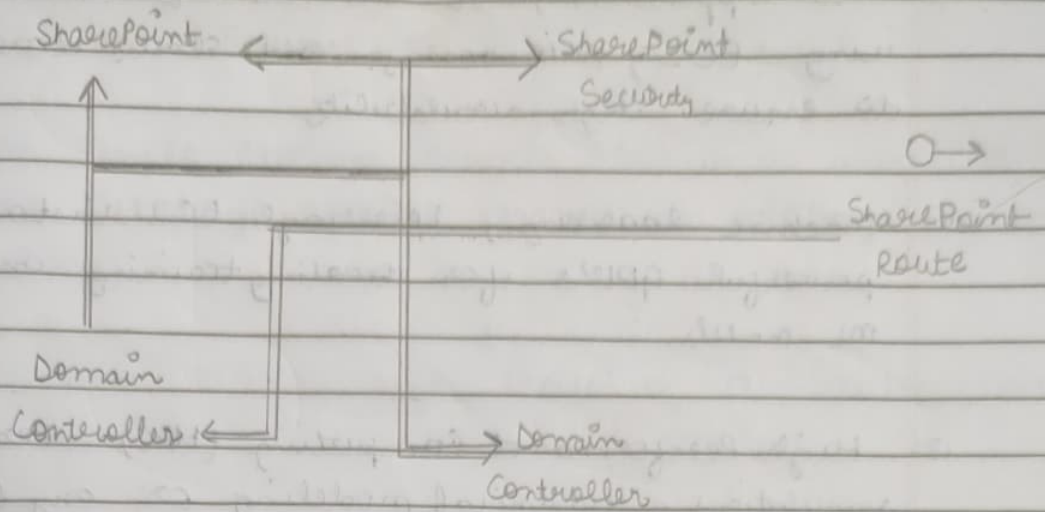 SharePoint
SharePoint
Security
SharePoint
Route
Domain
Controller
Domain
Controller